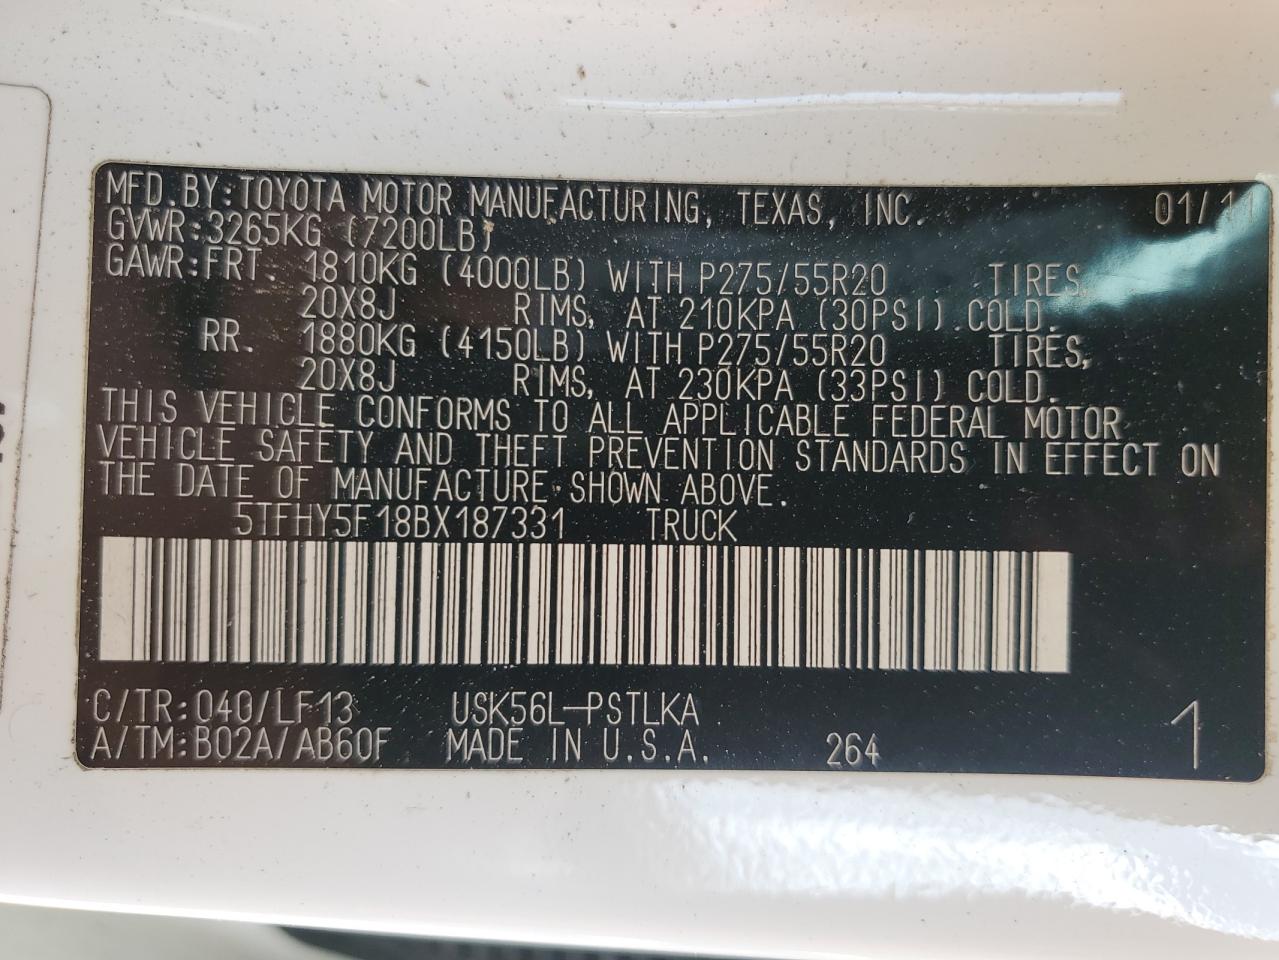 MFD.BY:TOYOTA MOTOR MANUFACTURING, TEXAS, INC. 01/11
GVWR:3265KG (7200LB)
GAWR:FRT. 1810KG (4000LB) WITH P275/55R20 TIRES,
20X8J RIMS, AT 210KPA (30PSI) COLD.
RR. 1880KG (4150LB) WITH P275/55R20 TIRES,
20X8J RIMS, AT 230KPA (33PSI) COLD.
THIS VEHICLE CONFORMS TO ALL APPLICABLE FEDERAL MOTOR
VEHICLE SAFETY AND THEFT PREVENTION STANDARDS IN EFFECT ON
THE DATE OF MANUFACTURE SHOWN ABOVE.
5TFHY5F18BX187331 TRUCK
C/TR:040/LF13 USK56L-PSTLKA
A/TM:B02A/AB60F MADE IN U.S.A. 264 1